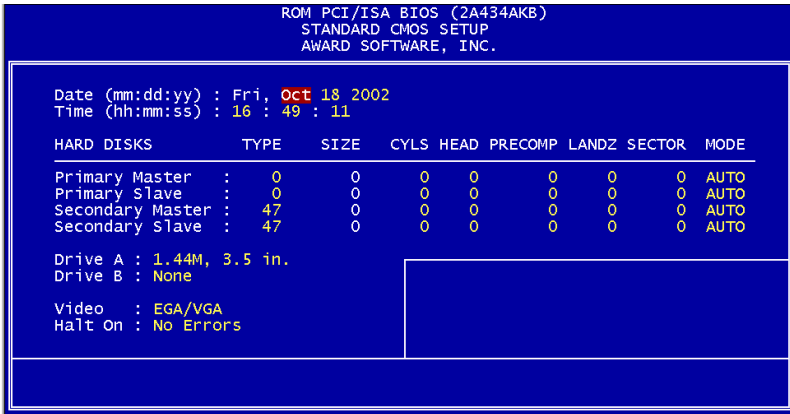 ROM PCI/ISA BIOS (2A434AKB)
STANDARD CMOS SETUP
AWARD SOFTWARE, INC.
Date (mm:dd:yy) : Fri, Oct 18 2002
Time (hh:mm:ss) : 16 : 49 : 11
HARD DISKS TYPE SIZE CYLS HEAD PRECOMP LANDZ SECTOR MODE
Primary Master : 0 0 0 0 0 0 0 AUTO
Primary Slave : 0 0 0 0 0 0 0 AUTO
Secondary Master : 47 0 0 0 0 0 0 AUTO
Secondary Slave : 47 0 0 0 0 0 0 AUTO
Drive A : 1.44M, 3.5 in.
Drive B : None
Video : EGA/VGA
Halt On : No Errors